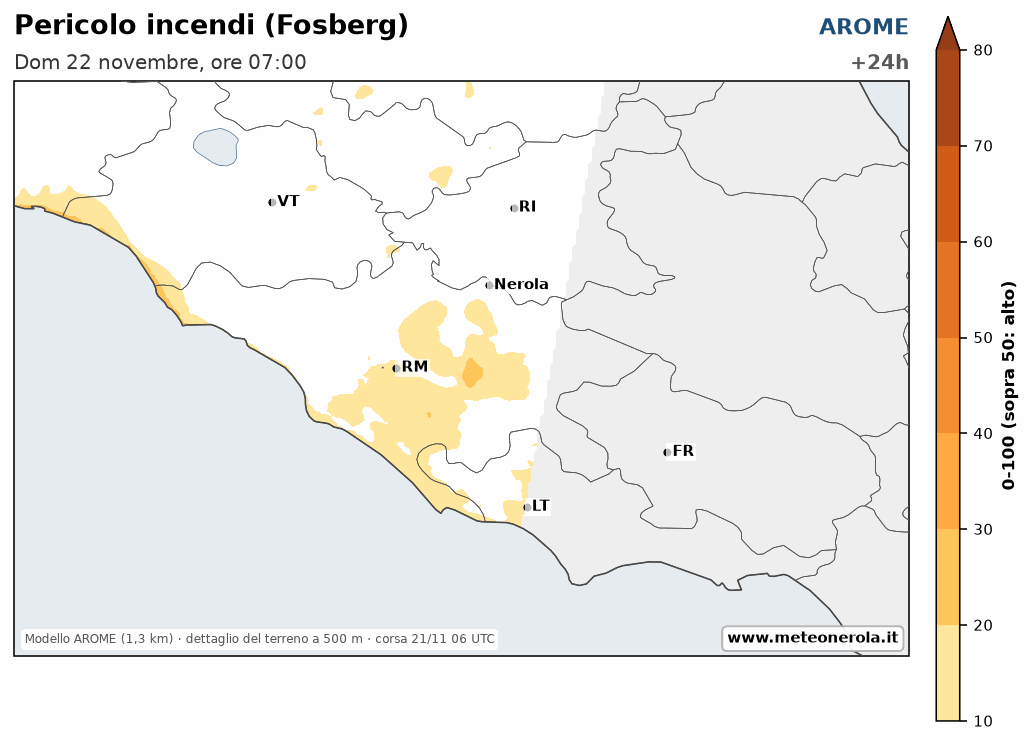 Pericolo incendi (Fosberg)
AROME
Dom 22 novembre, ore 07:00
+24h
80
70
60
50
40
30
20
10
0-100 (sopra 50: alto)
VT
RI
Nerola
RM
FR
LT
Modello AROME (1,3 km) · dettaglio del terreno a 500 m · corsa 21/11 06 UTC
www.meteonerola.it